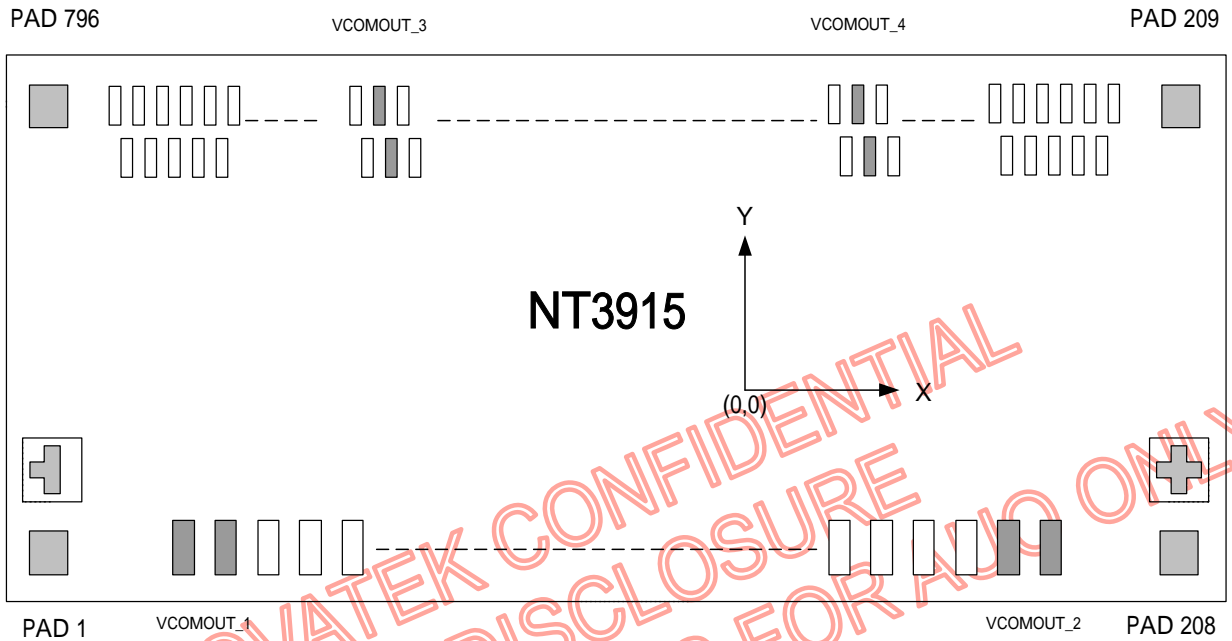 PAD 796
VCOMOUT_3
VCOMOUT_4
PAD 209
Y
NT3915
X
(0,0)
CONFIDENTIAL
DISCLOSURE
FOR AUO ONLY
PAD 1
VCOMOUT_1
VCOMOUT_2
PAD 208